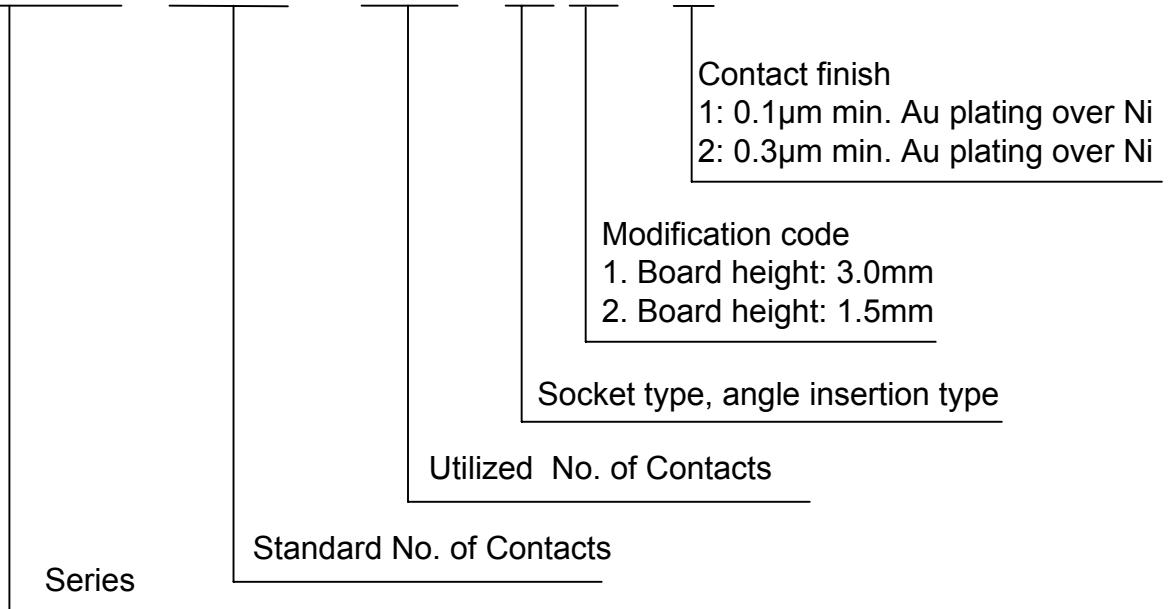 Contact finish
1: 0.1µm min. Au plating over Ni
2: 0.3µm min. Au plating over Ni
Modification code
1. Board height: 3.0mm
2. Board height: 1.5mm
Socket type, angle insertion type
Utilized  No. of Contacts
Standard No. of Contacts
Series